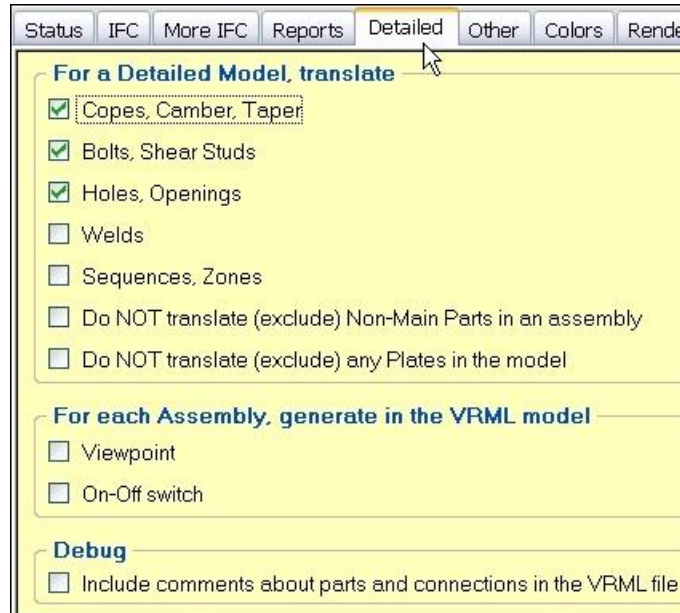 Status IFC More IFC Reports Detailed Other Colors Rende
For a Detailed Model, translate
Copes, Camber, Taper
Bolts, Shear Studs
Holes, Openings
Welds
Sequences, Zones
Do NOT translate (exclude) Non-Main Parts in an assembly
Do NOT translate (exclude) any Plates in the model
For each Assembly, generate in the VRML model
Viewpoint
On-Off switch
Debug
Include comments about parts and connections in the VRML file